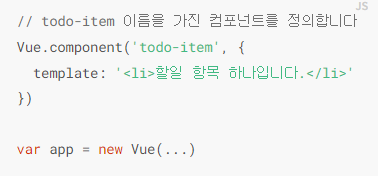 JS
// todo-item 이름을 가진 컴포넌트를 정의합니다
Vue.component('todo-item', {
  template: '<li>할일 항목 하나입니다.</li>'
})

var app = new Vue(...)